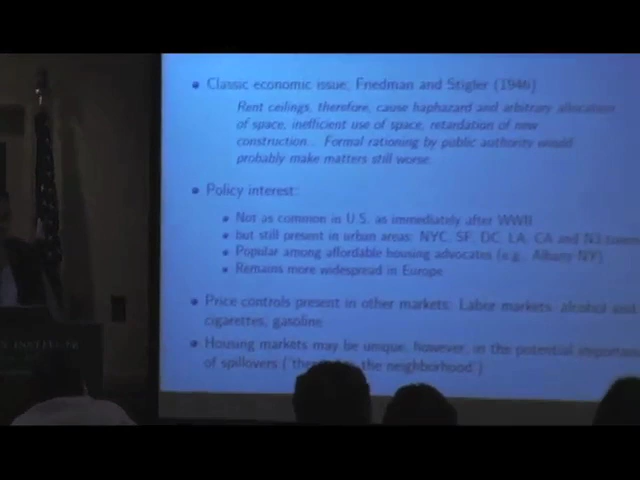 Classic economic issue; Friedman and Stigler (1946)
Rent ceilings, therefore, cause haphazard and arbitrary allocation
of space, inefficient use of space, retardation of new
construction... Formal rationing by public authority would
probably make matters still worse.
Policy interest:
Not as common in U.S. as immediately after WWII
but still present in urban areas: NYC, SF, DC, LA, CA and NJ towns
Popular among affordable housing advocates (e.g., Albany NY)
Remains more widespread in Europe
Price controls present in other markets: Labor markets, alcohol and
cigarettes, gasoline
Housing markets may be unique, however, in the potential importance
of spillovers ( the neighborhood")
INSTITUTE